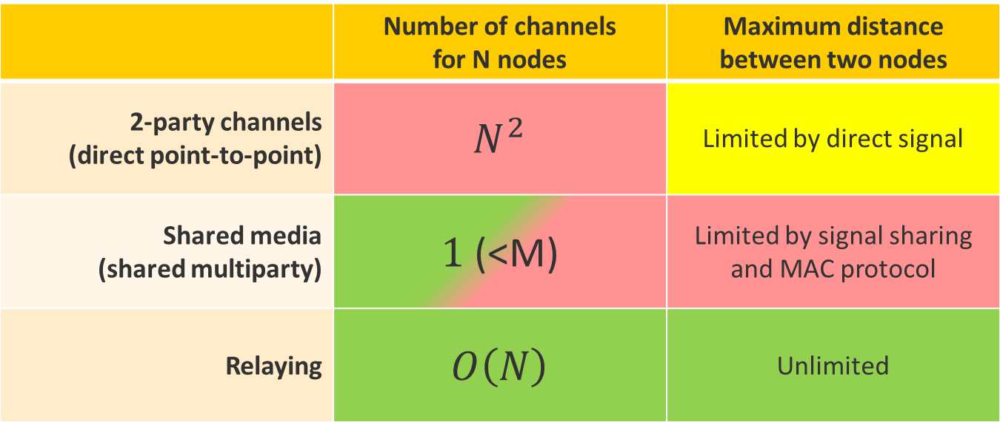 Number of channels
for N nodes
Maximum distance
between two nodes
2-party channels
(direct point-to-point)
N²
Limited by direct signal
Shared media
(shared multiparty)
1 (<M)
Limited by signal sharing
and MAC protocol
Relaying
O(N)
Unlimited